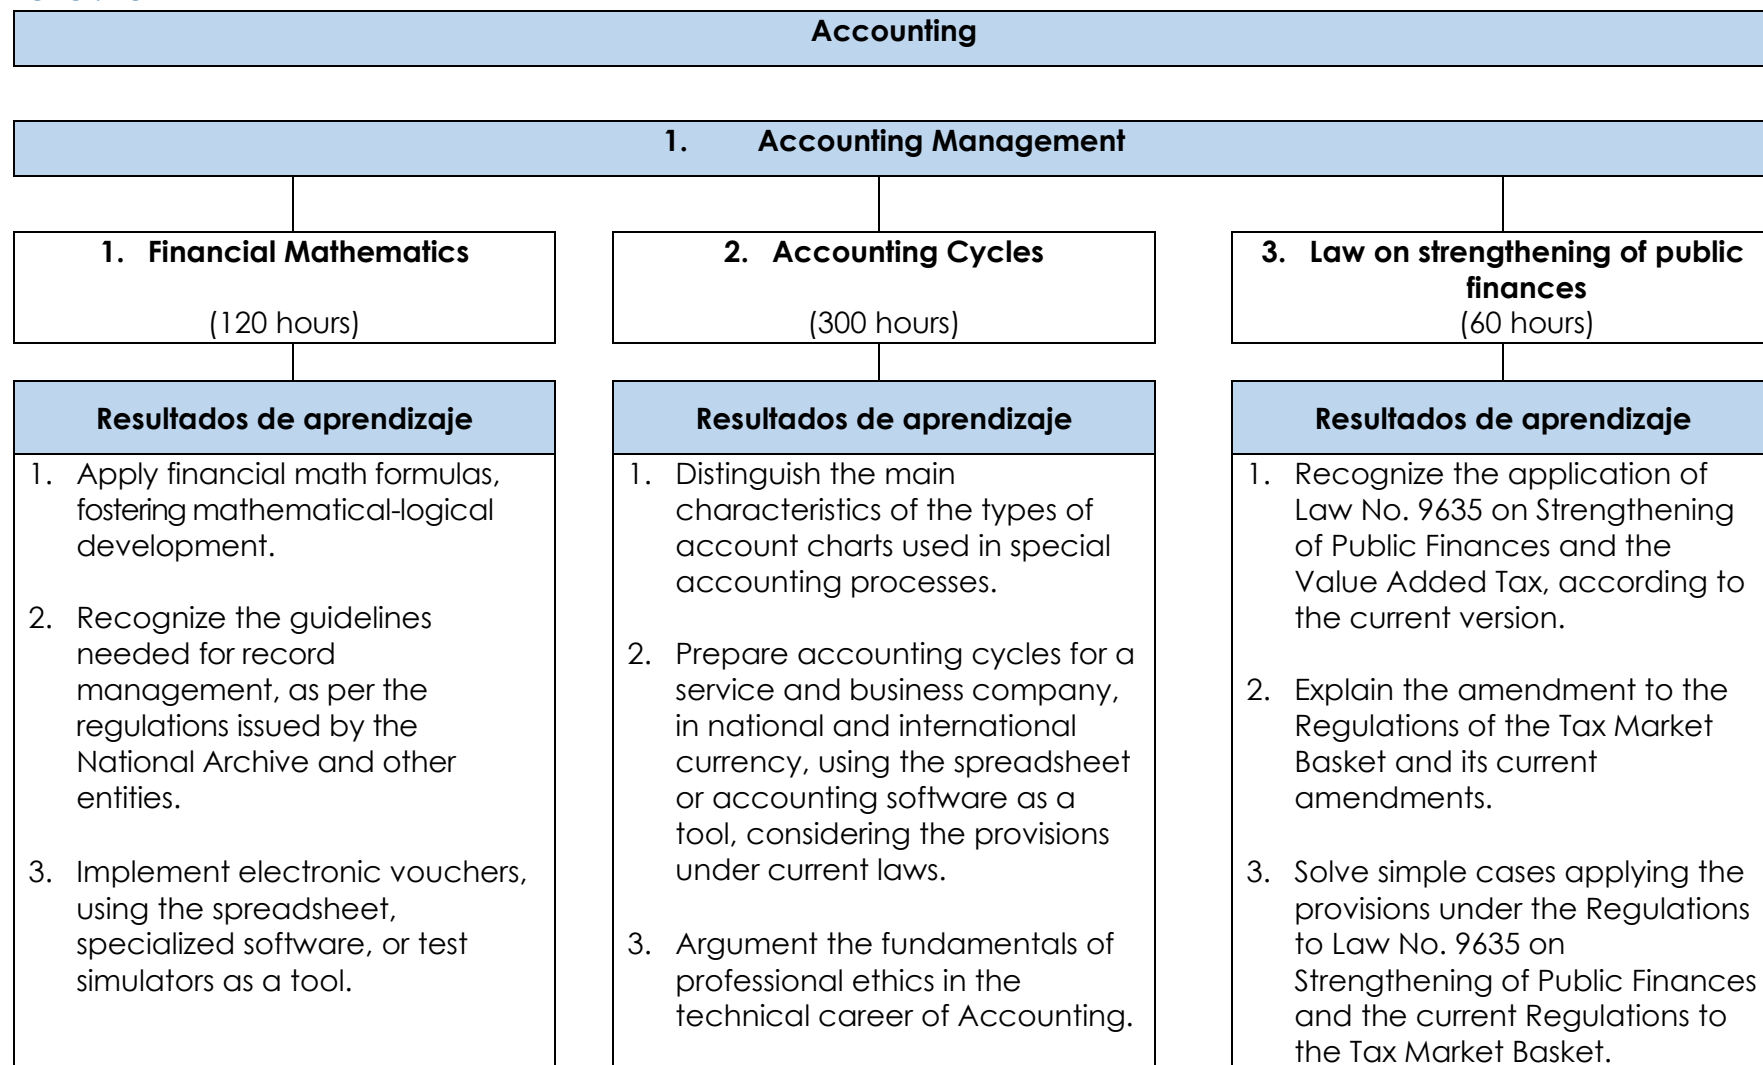 Accounting
1. Accounting Management
1. Financial Mathematics
(120 hours)
2. Accounting Cycles
(300 hours)
3. Law on strengthening of public
finances
(60 hours)
Resultados de aprendizaje
1. Apply financial math formulas,
fostering mathematical-logical
development.
2. Recognize the guidelines
needed for record
management, as per the
regulations issued by the
National Archive and other
entities.
3. Implement electronic vouchers,
using the spreadsheet,
specialized software, or test
simulators as a tool.
Resultados de aprendizaje
1. Distinguish the main
characteristics of the types of
account charts used in special
accounting processes.
2. Prepare accounting cycles for a
service and business company,
in national and international
currency, using the spreadsheet
or accounting software as a
tool, considering the provisions
under current laws.
3. Argument the fundamentals of
professional ethics in the
technical career of Accounting.
Resultados de aprendizaje
1. Recognize the application of
Law No. 9635 on Strengthening
of Public Finances and the
Value Added Tax, according to
the current version.
2. Explain the amendment to the
Regulations of the Tax Market
Basket and its current
amendments.
3. Solve simple cases applying the
provisions under the Regulations
to Law No. 9635 on
Strengthening of Public Finances
and the current Regulations to
the Tax Market Basket.